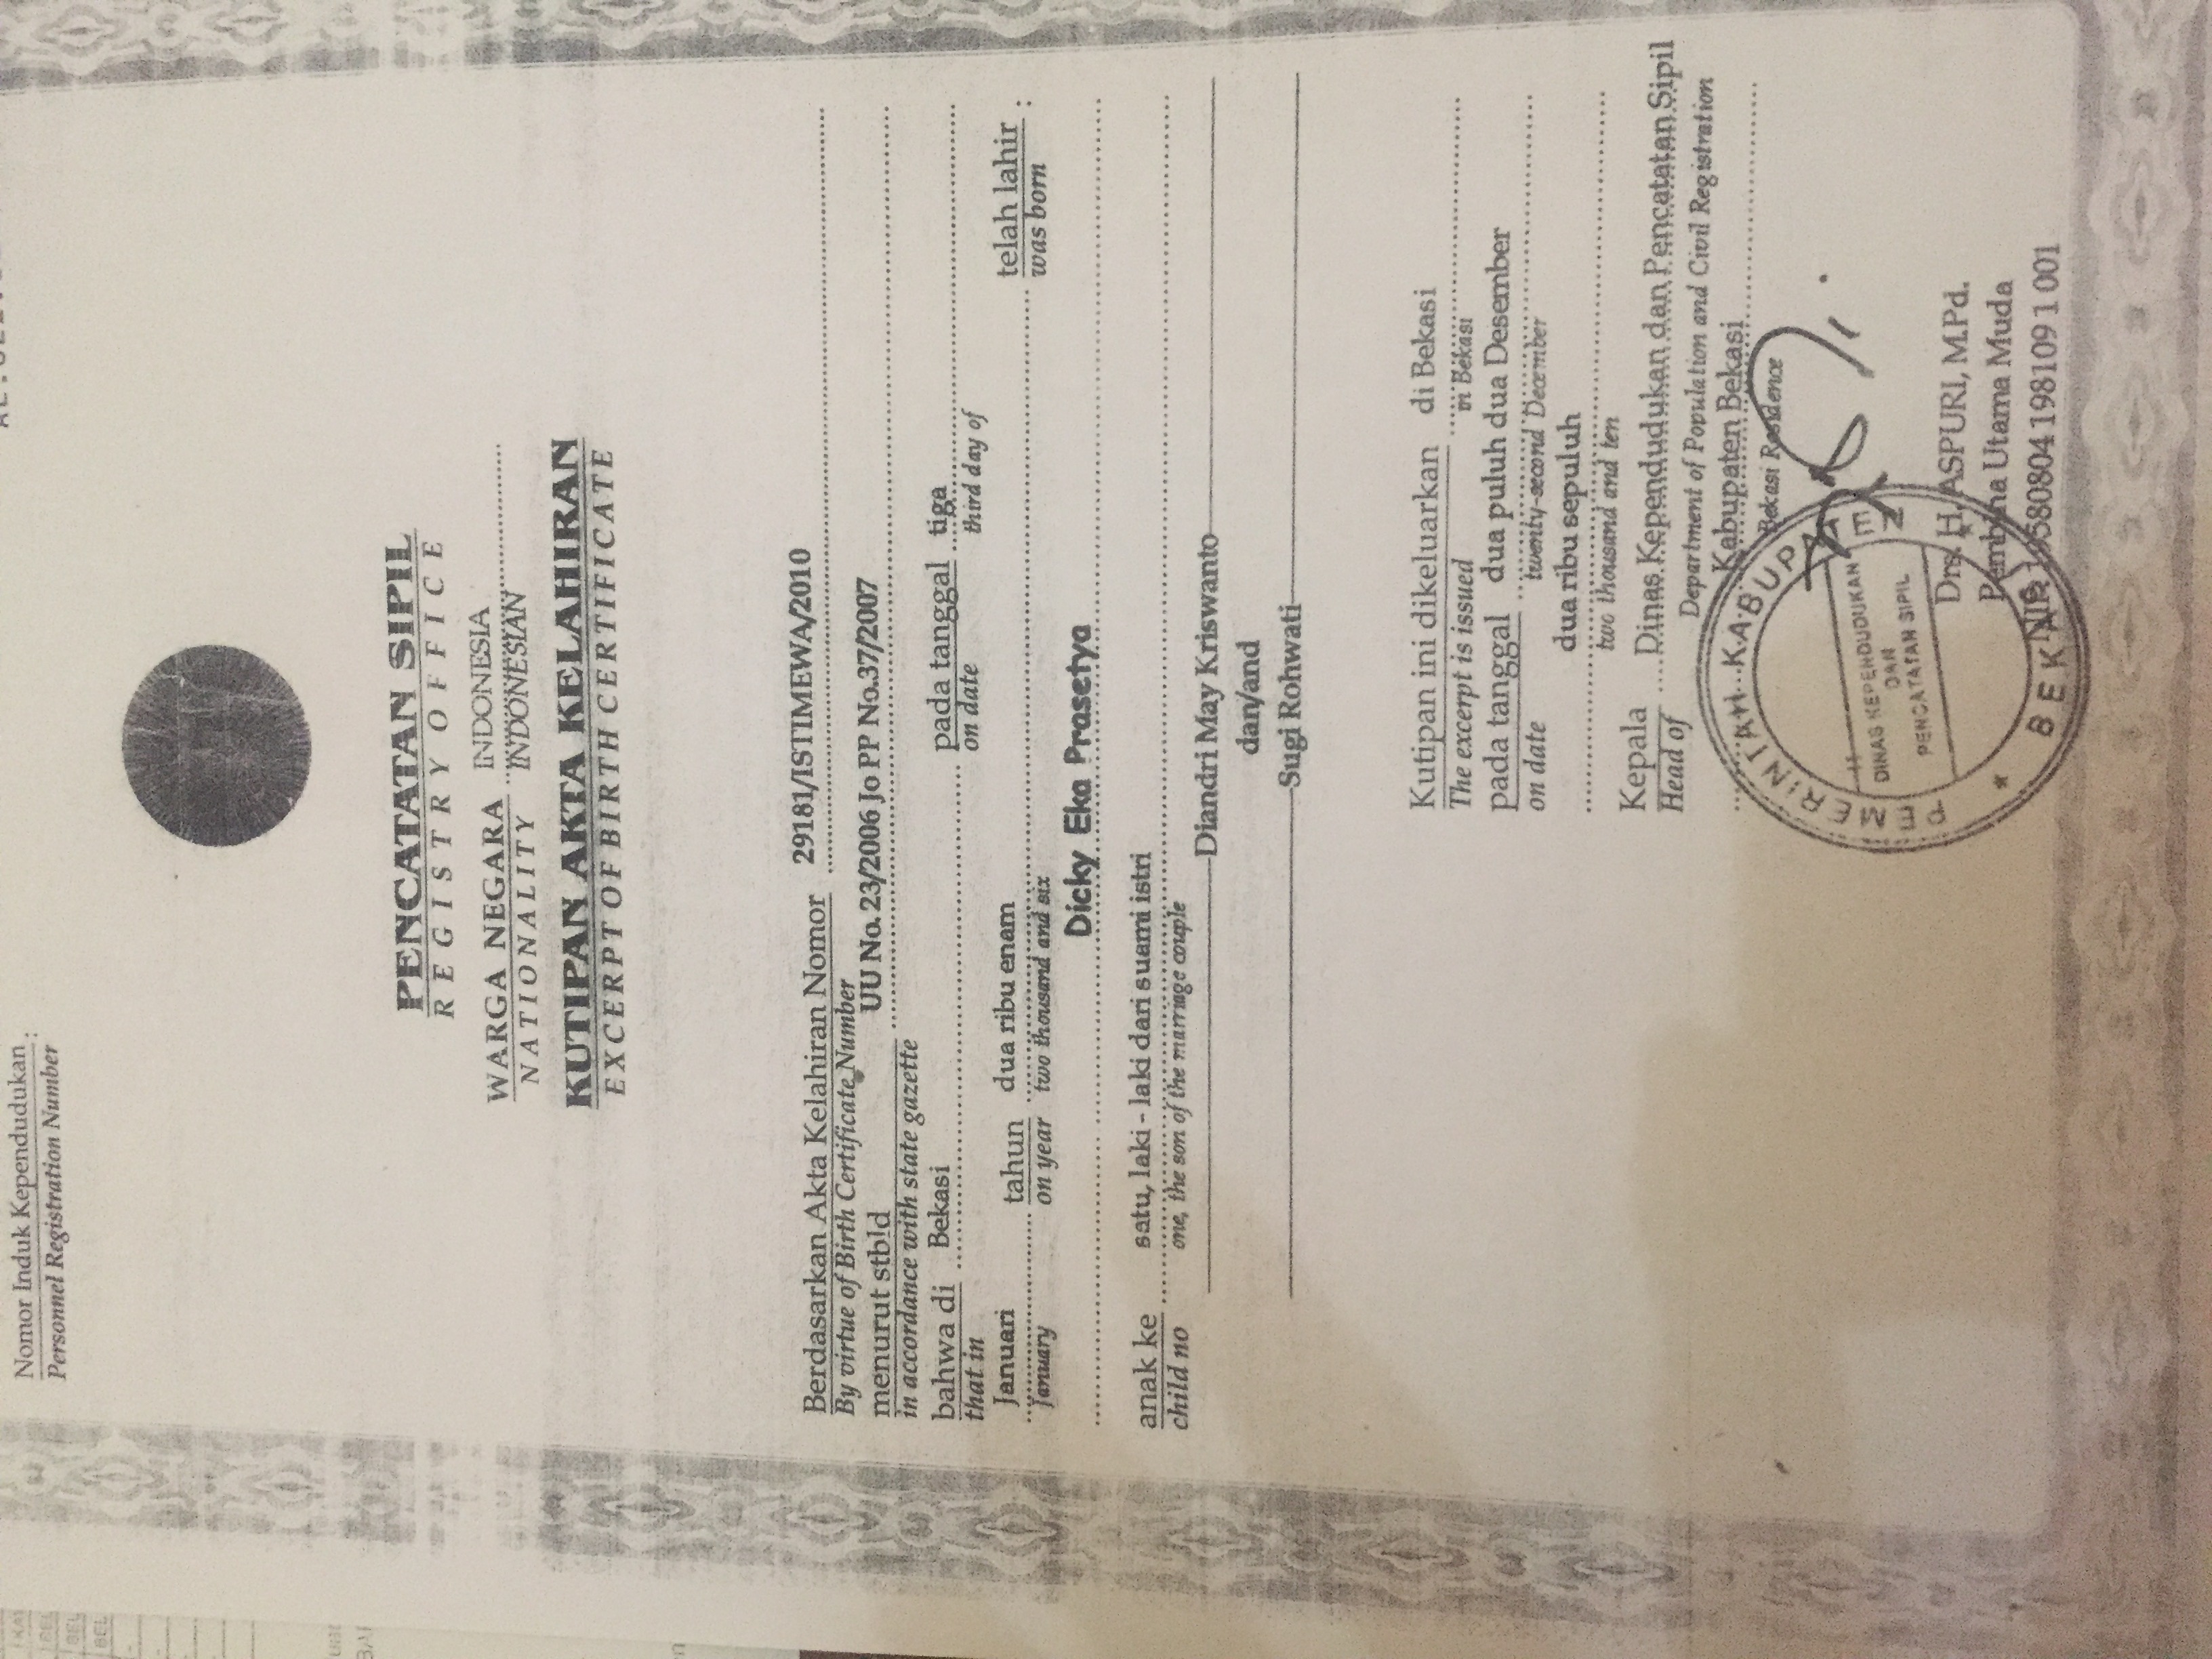 Nomor Induk Kependudukan :
Personnel Registration Number
PENCATATAN SIPIL
REGISTRY OFFICE
WARGA NEGARA INDONESIA
NATIONALITY INDONESIAN
KUTIPAN AKTA KELAHIRAN
EXCERPT OF BIRTH CERTIFICATE
Berdasarkan Akta Kelahiran Nomor 29181/ISTIMEWA/2010
By virtue of Birth Certificate Number
menurut stbld UU No. 23/2006 Jo PP No.37/2007
in accordance with state gazette
bahwa di Bekasi pada tanggal tiga
that in on date third day of
Januari tahun dua ribu enam telah lahir :
January on year two thousand and six was born
Dicky Eka Prasetya
anak ke satu, laki - laki dari suami istri
child no one, the son of the marriage couple
Diandri May Kriswanto
dan/and
Sugi Rohwati
Kutipan ini dikeluarkan di Bekasi
The excerpt is issued in Bekasi
pada tanggal dua puluh dua Desember
on date twenty-second December
dua ribu sepuluh
two thousand and ten
Kepala Dinas Kependudukan dan Pencatatan Sipil
Head of Department of Population and Civil Registration
Kabupaten Bekasi
Bekasi Residence
PEMERINTAH KABUPATEN
DINAS KEPENDUDUKAN
DAN
PENCATATAN SIPIL
BEKASI
Drs. H. ASPURI, M.Pd.
Pembina Utama Muda
NIP. 19580804 198109 1 001